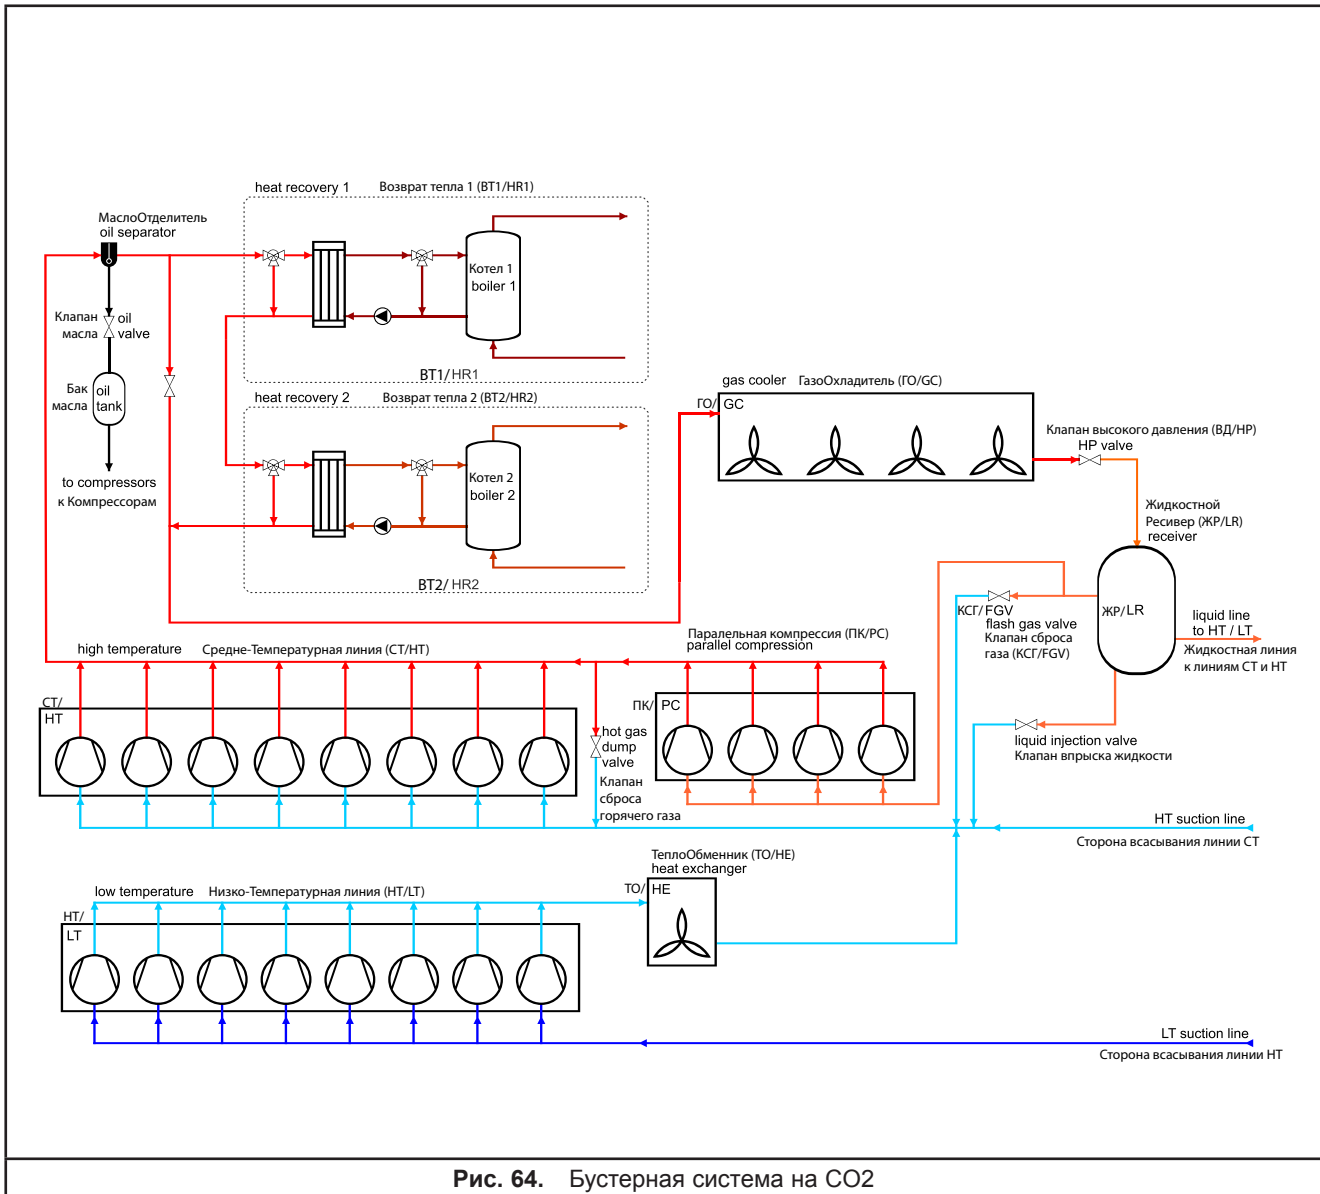 heat recovery 1 Возврат тепла 1 (ВТ1/HR1)
МаслоОтделитель
oil separator
Котел 1
boiler 1
Клапан
масла
oil
valve
ВТ1/ HR1
Бак
масла
oil
tank
to compressors
к Компрессорам
heat recovery 2 Возврат тепла 2 (ВТ2/HR2)
Котел 2
boiler 2
ВТ2/ HR2
gas cooler ГазоОхладитель (ГО/GC)
ГО/ GC
Клапан высокого давления (ВД/HP)
HP valve
Жидкостной
Ресивер (ЖР/LR)
receiver
ЖР/ LR
КСГ/ FGV
flash gas valve
Клапан сброса
газа (КСГ/FGV)
liquid line
to HT / LT
Жидкостная линия
к линиям СТ и НТ
liquid injection valve
Клапан впрыска жидкости
high temperature Средне-Температурная линия (СТ/HT)
Паралельная компрессия (ПК/PC)
parallel compression
СТ/
HT
ПК/ PC
hot gas
dump
valve
Клапан
сброса
горячего газа
HT suction line
Сторона всасывания линии СТ
ТеплоОбменник (ТО/HE)
heat exchanger
ТО/ HE
low temperature Низко-Температурная линия (НТ/LT)
НТ/
LT
LT suction line
Сторона всасывания линии НТ
Рис. 64. Бустерная система на CO2